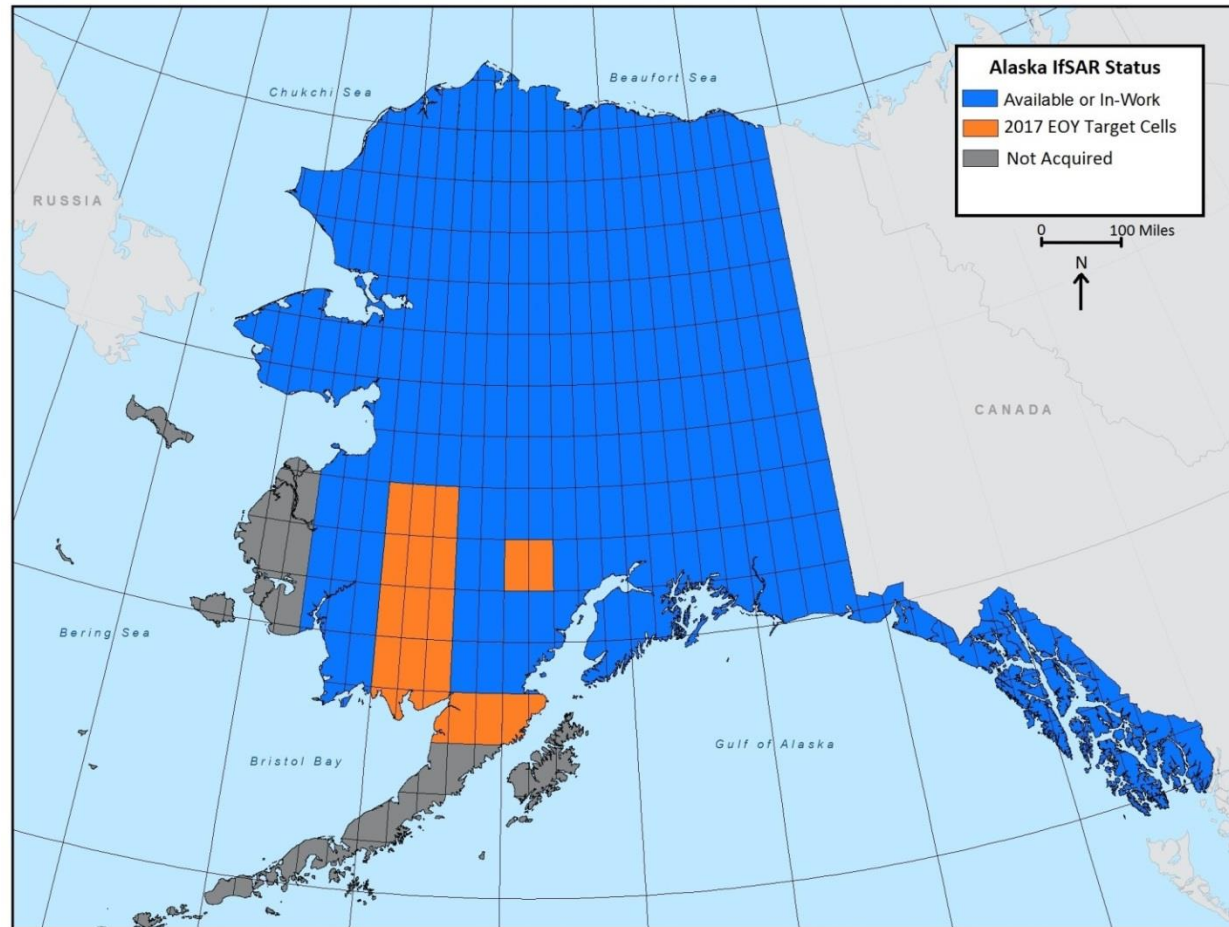 Chukchi Sea
Beaufort Sea
Alaska IfSAR Status
Available or In-Work
2017 EOY Target Cells
Not Acquired
RUSSIA
0 100 Miles
N
CANADA
Bering Sea
Bristol Bay
Gulf of Alaska